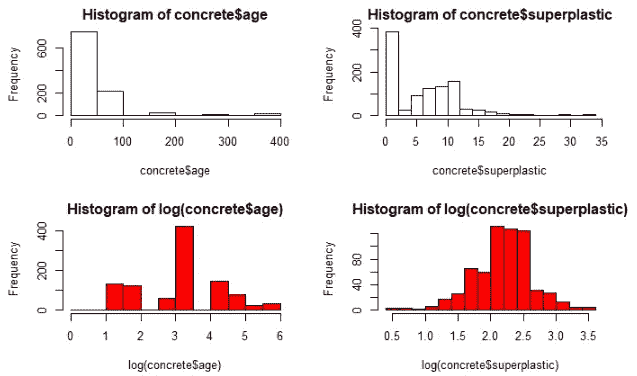 Histogram of concrete$age
Frequency
0 200 600
0 100 200 300 400
concrete$age
Histogram of concrete$superplastic
Frequency
0 200 400
0 5 10 15 20 25 30 35
concrete$superplastic
Histogram of log(concrete$age)
Frequency
0 200 400
0 1 2 3 4 5 6
log(concrete$age)
Histogram of log(concrete$superplastic)
Frequency
0 40 80
0.5 1.0 1.5 2.0 2.5 3.0 3.5
log(concrete$superplastic)